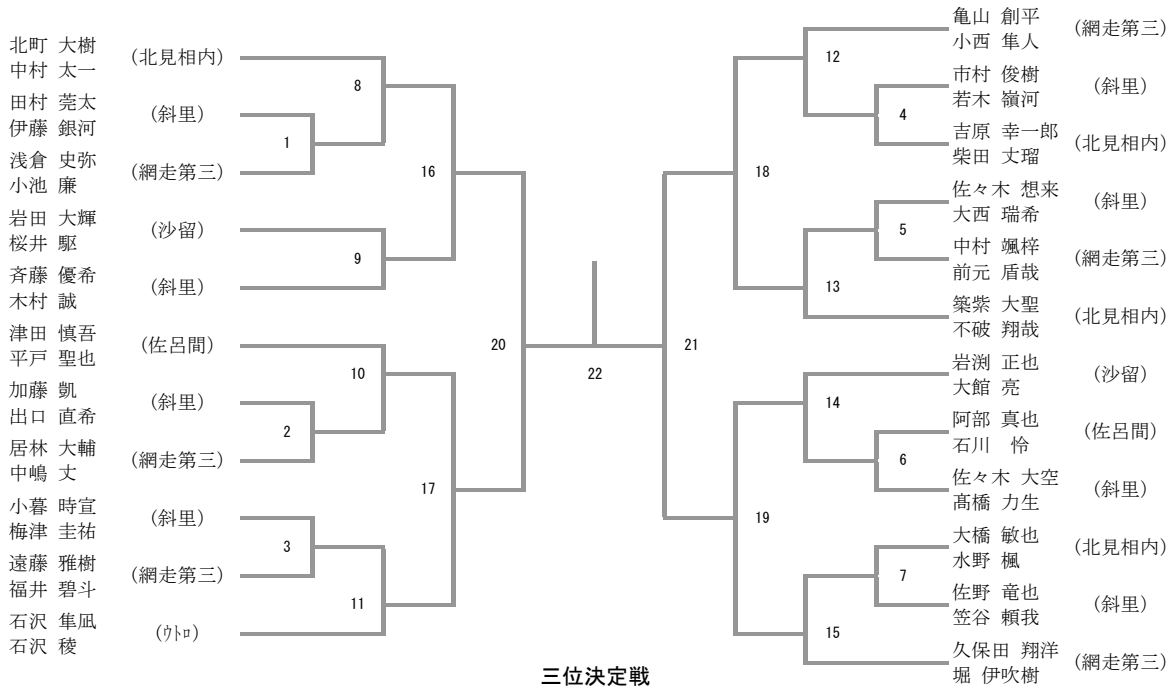 北町 大樹
中村 太一
(北見相内)
田村 莞太
伊藤 銀河
(斜里)
浅倉 史弥
小池 廉
(網走第三)
岩田 大輝
桜井 駆
(沙留)
斉藤 優希
木村 誠
(斜里)
津田 慎吾
平戸 聖也
(佐呂間)
加藤 凱
出口 直希
(斜里)
居林 大輔
中嶋 丈
(網走第三)
小暮 時宣
梅津 圭祐
(斜里)
遠藤 雅樹
福井 碧斗
(網走第三)
石沢 隼凪
石沢 稜
(ｳﾄﾛ)
8
1
16
9
20
10
2
17
3
11
22
21
12
4
18
5
13
14
6
19
7
15
亀山 創平
小西 隼人
(網走第三)
市村 俊樹
若木 嶺河
(斜里)
吉原 幸一郎
柴田 丈瑠
(北見相内)
佐々木 想来
大西 瑞希
(斜里)
中村 颯梓
前元 盾哉
(網走第三)
築紫 大聖
不破 翔哉
(北見相内)
岩渕 正也
大館 亮
(沙留)
阿部 真也
石川　怜
(佐呂間)
佐々木 大空
髙橋 力生
(斜里)
大橋 敏也
水野 楓
(北見相内)
佐野 竜也
笠谷 頼我
(斜里)
久保田 翔洋
堀 伊吹樹
(網走第三)
三位決定戦